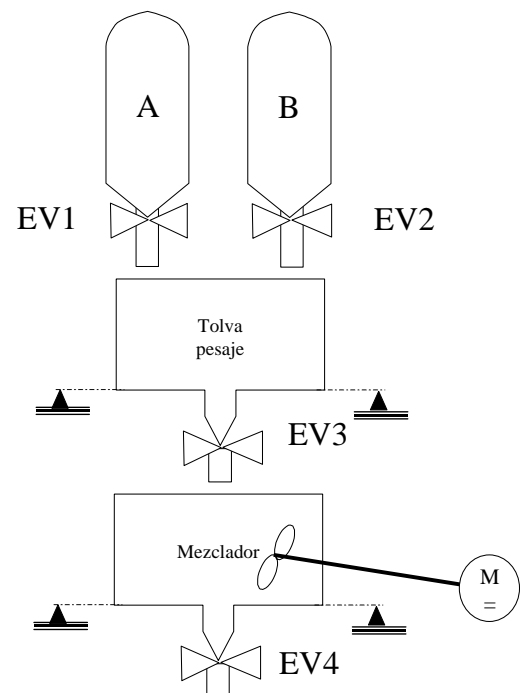 A
B
EV1
EV2
Tolva
pesaje
EV3
Mezclador
M
=
EV4